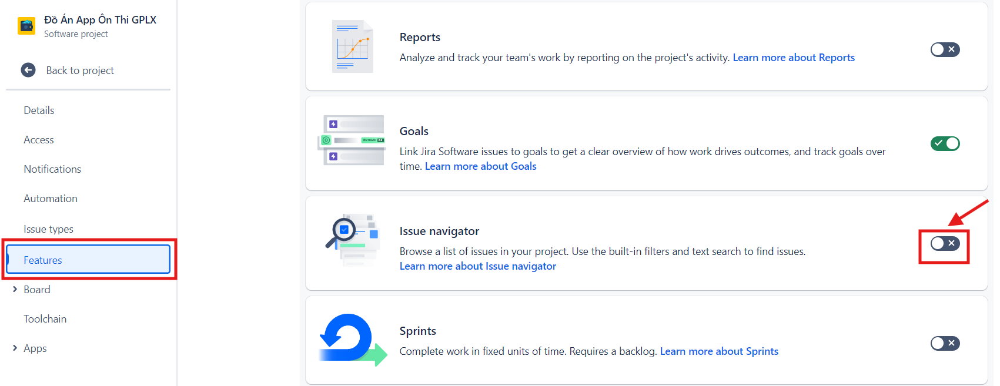 Đồ Án App Ôn Thi GPLX
Software project
Back to project
Details
Access
Notifications
Automation
Issue types
Features
Board
Toolchain
Apps
Reports
Analyze and track your team's work by reporting on the project's activity. Learn more about Reports
ON TRACK
Goals
Link Jira Software issues to goals to get a clear overview of how work drives outcomes, and track goals over
time. Learn more about Goals
Issue navigator
Browse a list of issues in your project. Use the built-in filters and text search to find issues.
Learn more about Issue navigator
Sprints
Complete work in fixed units of time. Requires a backlog. Learn more about Sprints